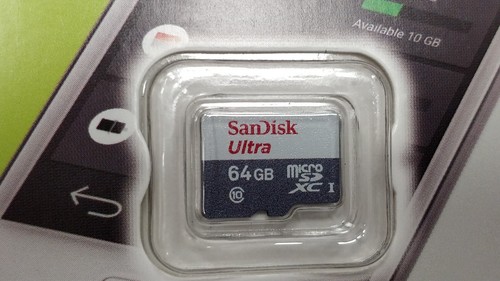 Available 10 GB
SanDisk
Ultra
64GB
micro
SD
XC I
10